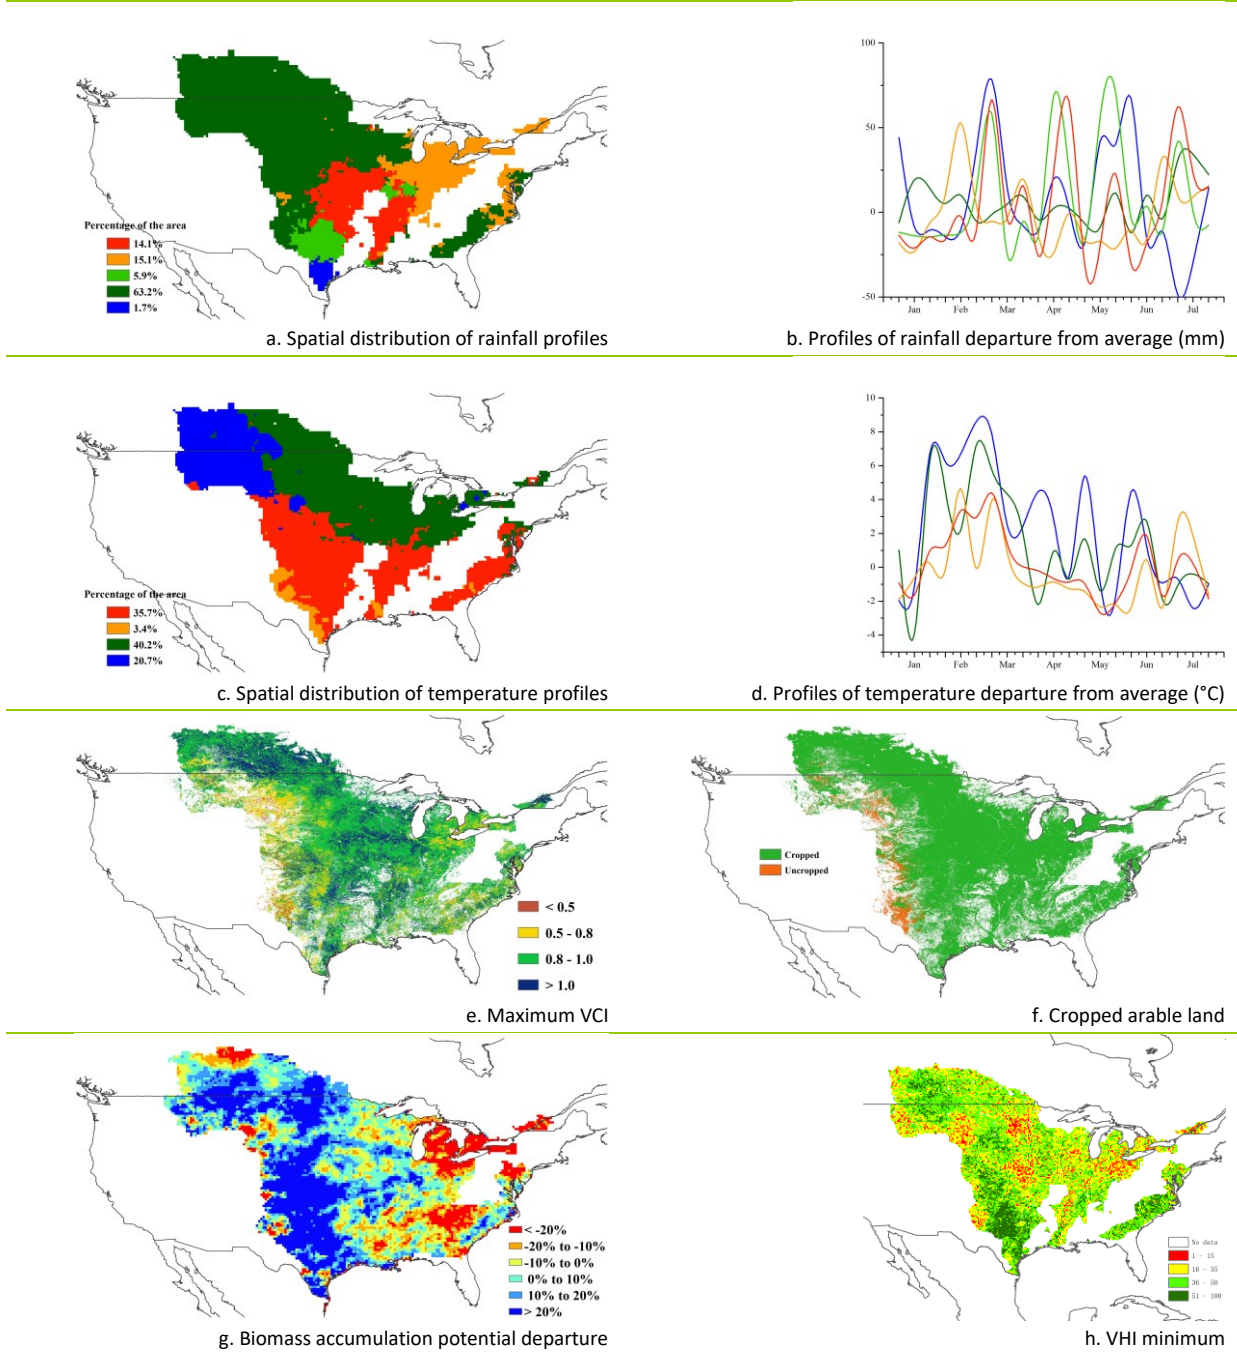 Percentage of the area
14.1%
15.1%
5.9%
63.2%
1.7%
a. Spatial distribution of rainfall profiles
100
50
0
-50
Jan Feb Mar Apr May Jun Jul
b. Profiles of rainfall departure from average (mm)
Percentage of the area
35.7%
3.4%
40.2%
20.7%
c. Spatial distribution of temperature profiles
10
8
6
4
2
0
-2
-4
Jan Feb Mar Apr May Jun Jul
d. Profiles of temperature departure from average (°C)
< 0.5
0.5 - 0.8
0.8 - 1.0
> 1.0
e. Maximum VCI
Cropped
Uncropped
f. Cropped arable land
< -20%
-20% to -10%
-10% to 0%
0% to 10%
10% to 20%
> 20%
g. Biomass accumulation potential departure
No data
1 - 15
16 - 35
36 - 50
51 - 100
h. VHI minimum